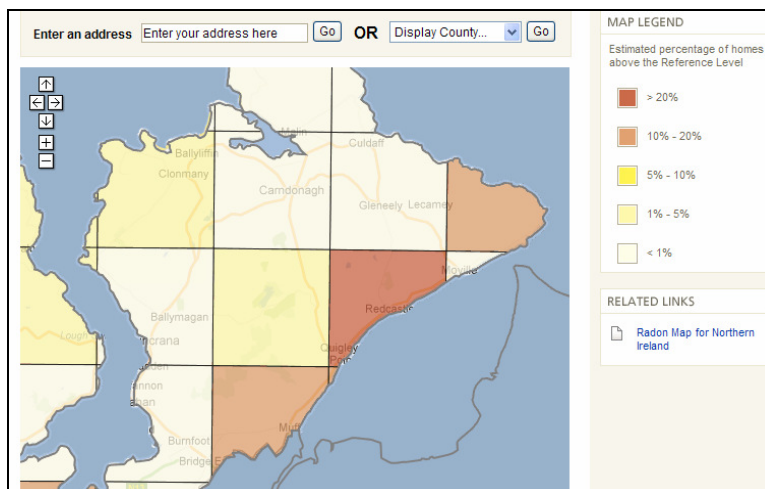 Enter an address
Enter your address here
Go
OR
Display County...
Go
MAP LEGEND
Estimated percentage of homes
above the Reference Level
> 20%
10% - 20%
5% - 10%
1% - 5%
< 1%
RELATED LINKS
Radon Map for Northern
Ireland
Malin
Culdaff
Ballyliffin
Clonmany
Carndonagh
Gleneely
Lecamey
Moville
Redcastle
Ballymagan
Quigley
Burnfoot
Muff
Lough
Bridge